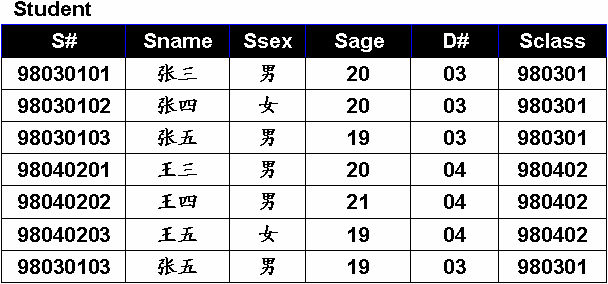 Student
S# Sname Ssex Sage D# Sclass
98030101 张三 男 20 03 980301
98030102 张四 女 20 03 980301
98030103 张五 男 19 03 980301
98040201 王三 男 20 04 980402
98040202 王四 男 21 04 980402
98040203 王五 女 19 04 980402
98030103 张五 男 19 03 980301